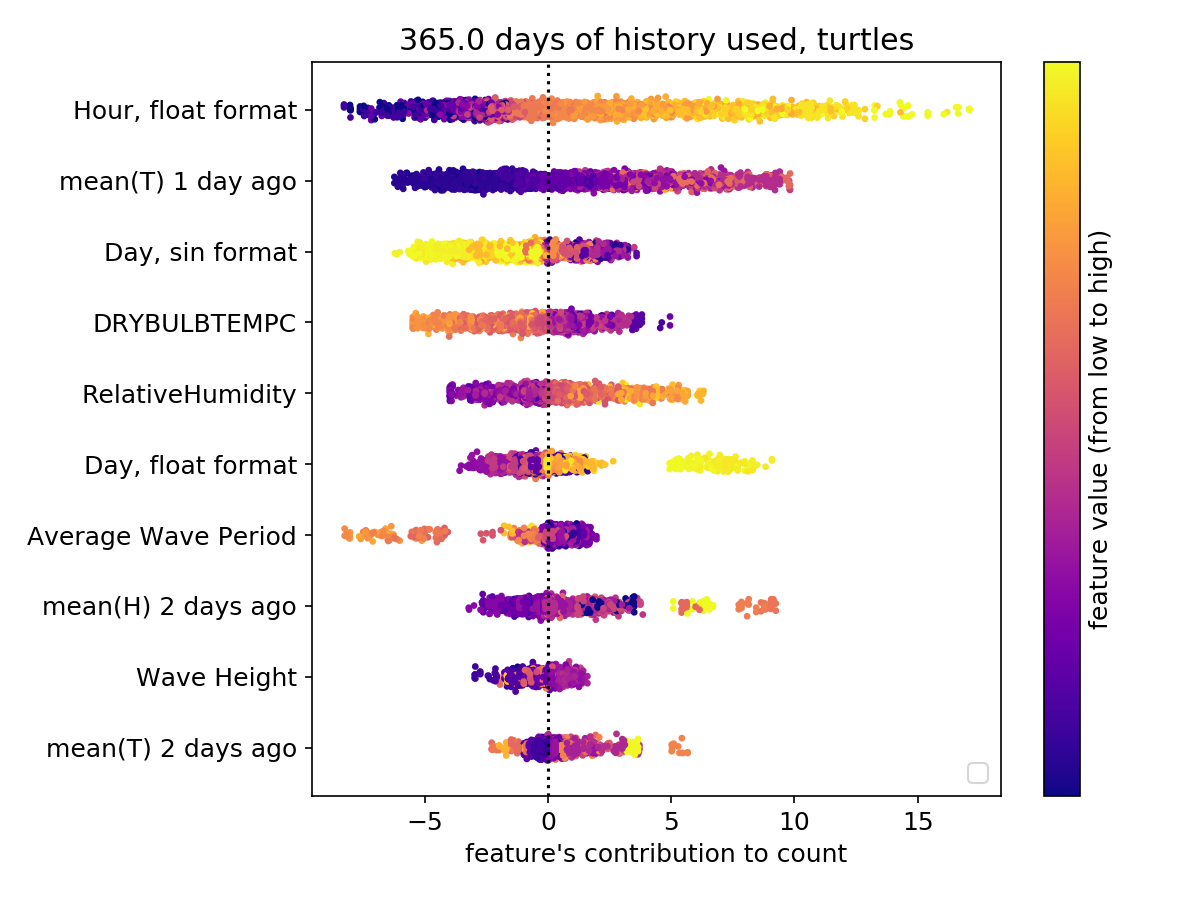 365.0 days of history used, turtles
Hour, float format
mean(T) 1 day ago
Day, sin format
DRYBULBTEMPC
RelativeHumidity
Day, float format
Average Wave Period
mean(H) 2 days ago
Wave Height
mean(T) 2 days ago
−5 0 5 10 15
feature's contribution to count
feature value (from low to high)